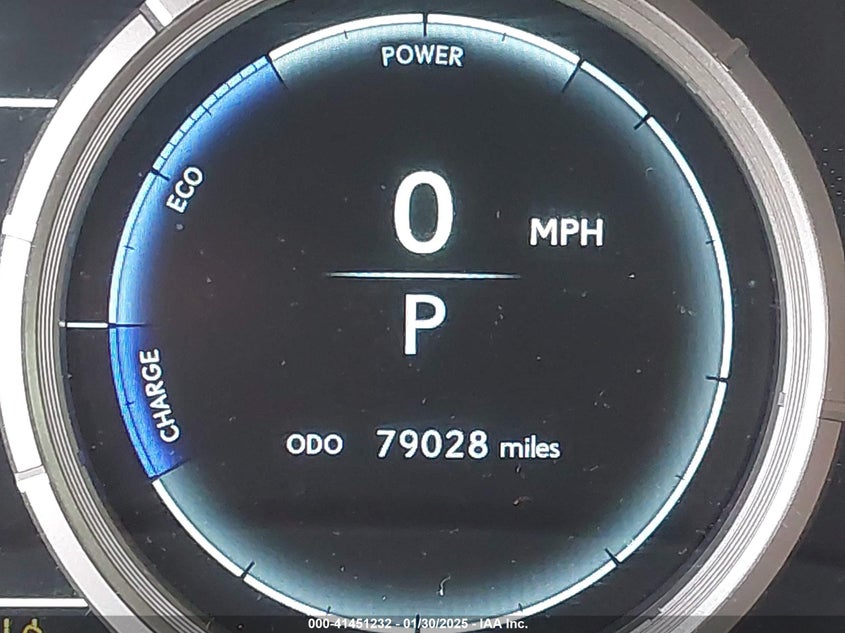 POWER
ECO
0 MPH
P
CHARGE
ODO 79028 miles
000-41451232 - 01/30/2025 - IAA Inc.